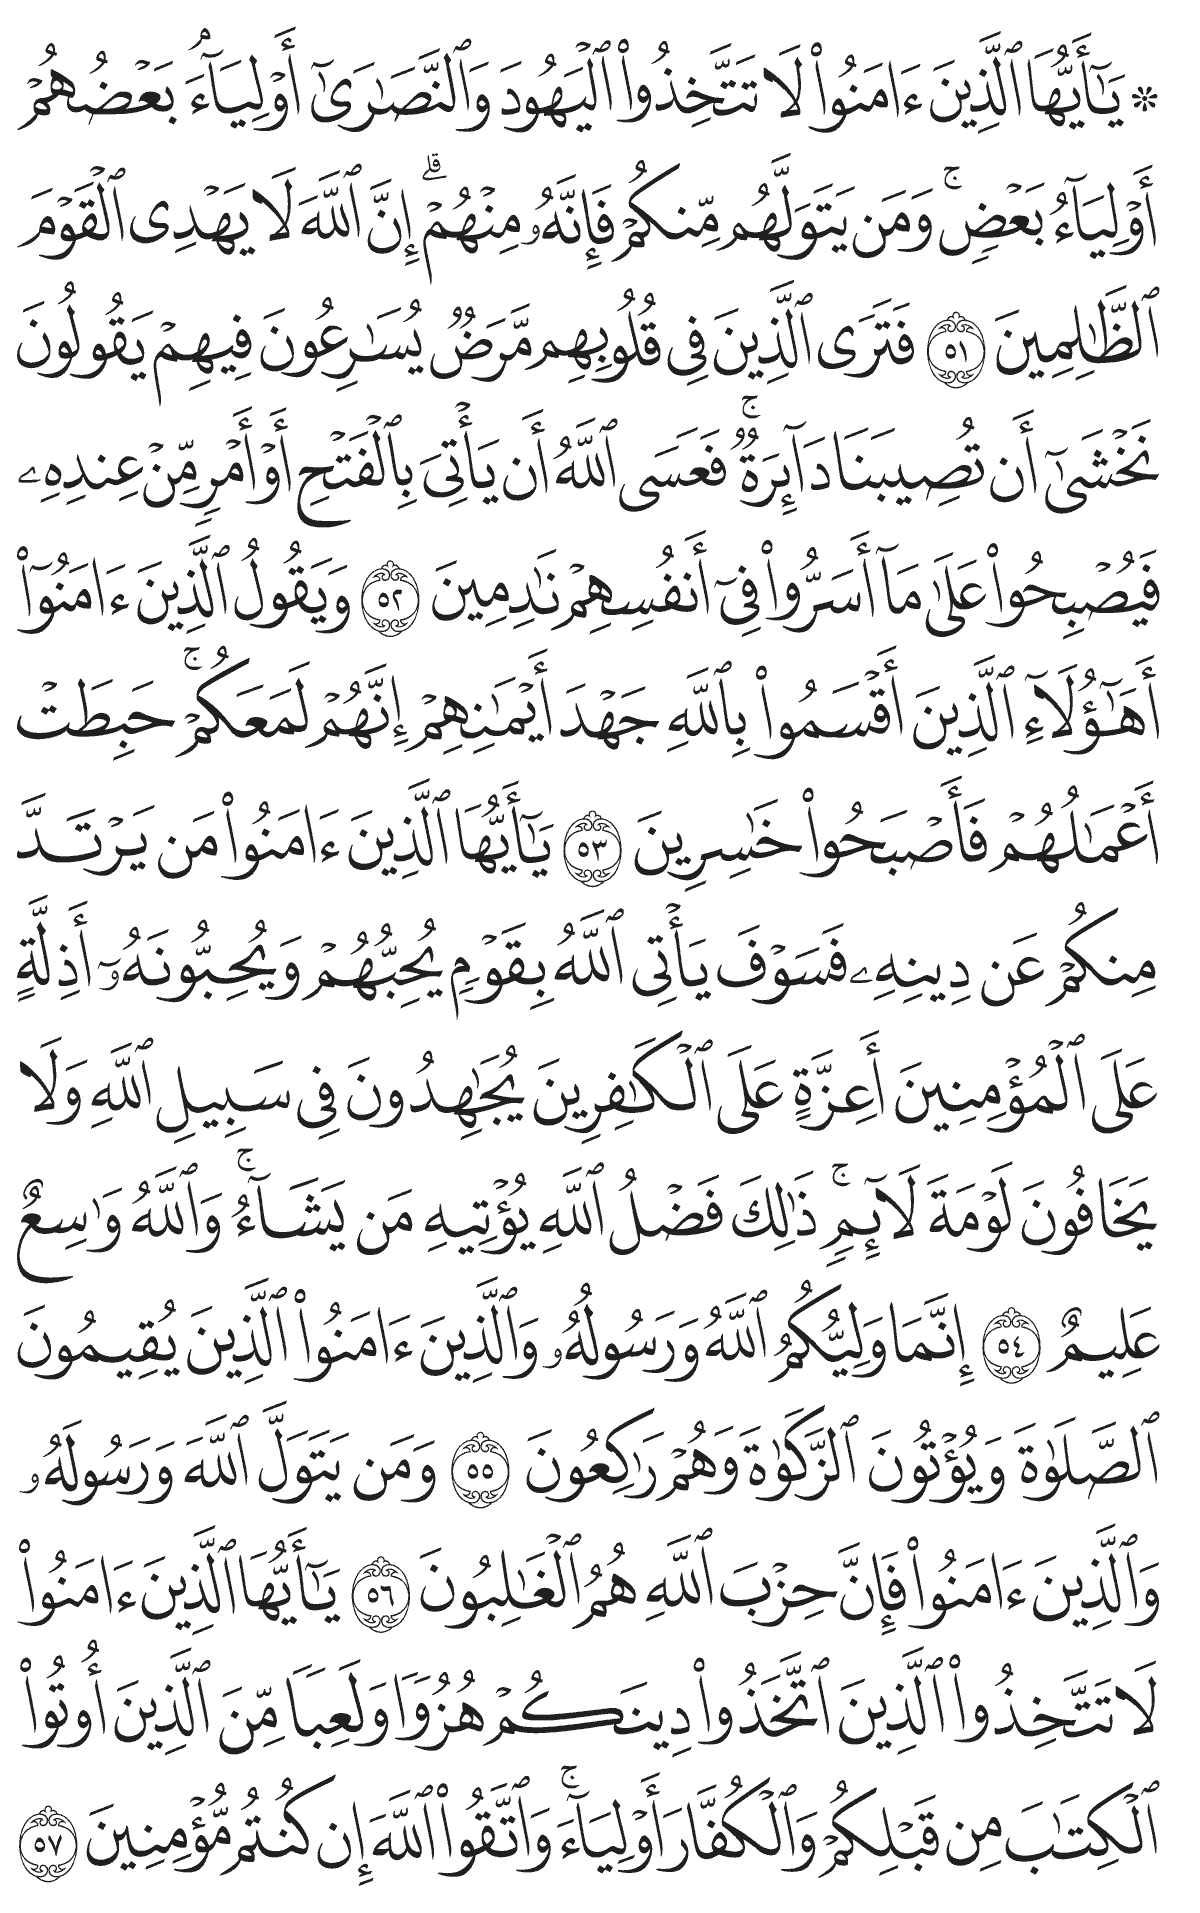 ۞ يَٰٓأَيُّهَا ٱلَّذِينَ ءَامَنُوا۟ لَا تَتَّخِذُوا۟ ٱلْيَهُودَ وَٱلنَّصَٰرَىٰٓ أَوْلِيَآءَ ۘ بَعْضُهُمْ
أَوْلِيَآءُ بَعْضٍ ۚ وَمَن يَتَوَلَّهُم مِّنكُمْ فَإِنَّهُۥ مِنْهُمْ ۗ إِنَّ ٱللَّهَ لَا يَهْدِى ٱلْقَوْمَ
ٱلظَّٰلِمِينَ ٥١ فَتَرَى ٱلَّذِينَ فِى قُلُوبِهِم مَّرَضٌ يُسَٰرِعُونَ فِيهِمْ يَقُولُونَ
نَخْشَىٰٓ أَن تُصِيبَنَا دَآئِرَةٌ ۚ فَعَسَى ٱللَّهُ أَن يَأْتِىَ بِٱلْفَتْحِ أَوْ أَمْرٍ مِّنْ عِندِهِۦ
فَيُصْبِحُوا۟ عَلَىٰ مَآ أَسَرُّوا۟ فِىٓ أَنفُسِهِمْ نَٰدِمِينَ ٥٢ وَيَقُولُ ٱلَّذِينَ ءَامَنُوٓا۟
أَهَٰٓؤُلَآءِ ٱلَّذِينَ أَقْسَمُوا۟ بِٱللَّهِ جَهْدَ أَيْمَٰنِهِمْ إِنَّهُمْ لَمَعَكُمْ ۚ حَبِطَتْ
أَعْمَٰلُهُمْ فَأَصْبَحُوا۟ خَٰسِرِينَ ٥٣ يَٰٓأَيُّهَا ٱلَّذِينَ ءَامَنُوا۟ مَن يَرْتَدَّ
مِنكُمْ عَن دِينِهِۦ فَسَوْفَ يَأْتِى ٱللَّهُ بِقَوْمٍ يُحِبُّهُمْ وَيُحِبُّونَهُۥٓ أَذِلَّةٍ
عَلَى ٱلْمُؤْمِنِينَ أَعِزَّةٍ عَلَى ٱلْكَٰفِرِينَ يُجَٰهِدُونَ فِى سَبِيلِ ٱللَّهِ وَلَا
يَخَافُونَ لَوْمَةَ لَآئِمٍ ۚ ذَٰلِكَ فَضْلُ ٱللَّهِ يُؤْتِيهِ مَن يَشَآءُ ۚ وَٱللَّهُ وَٰسِعٌ
عَلِيمٌ ٥٤ إِنَّمَا وَلِيُّكُمُ ٱللَّهُ وَرَسُولُهُۥ وَٱلَّذِينَ ءَامَنُوا۟ ٱلَّذِينَ يُقِيمُونَ
ٱلصَّلَوٰةَ وَيُؤْتُونَ ٱلزَّكَوٰةَ وَهُمْ رَٰكِعُونَ ٥٥ وَمَن يَتَوَلَّ ٱللَّهَ وَرَسُولَهُۥ
وَٱلَّذِينَ ءَامَنُوا۟ فَإِنَّ حِزْبَ ٱللَّهِ هُمُ ٱلْغَٰلِبُونَ ٥٦ يَٰٓأَيُّهَا ٱلَّذِينَ ءَامَنُوا۟
لَا تَتَّخِذُوا۟ ٱلَّذِينَ ٱتَّخَذُوا۟ دِينَكُمْ هُزُوًا وَلَعِبًا مِّنَ ٱلَّذِينَ أُوتُوا۟
ٱلْكِتَٰبَ مِن قَبْلِكُمْ وَٱلْكُفَّارَ أَوْلِيَآءَ ۚ وَٱتَّقُوا۟ ٱللَّهَ إِن كُنتُم مُّؤْمِنِينَ ٥٧